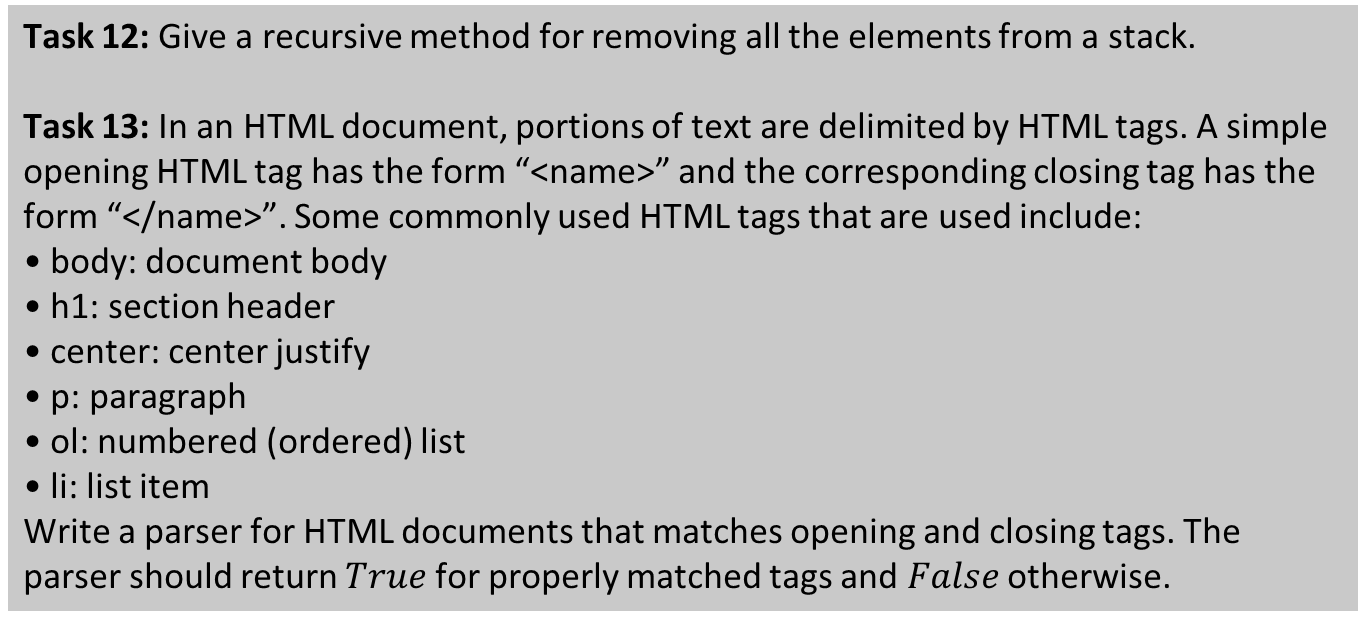 Task 12: Give a recursive method for removing all the elements from a stack.
Task 13: In an HTML document, portions of text are delimited by HTML tags. A simple
opening HTML tag has the form “<name>” and the corresponding closing tag has the
form “</name>”. Some commonly used HTML tags that are used include:
• body: document body
• h1: section header
• center: center justify
• p: paragraph
• ol: numbered (ordered) list
• li: list item
Write a parser for HTML documents that matches opening and closing tags. The
parser should return True for properly matched tags and False otherwise.